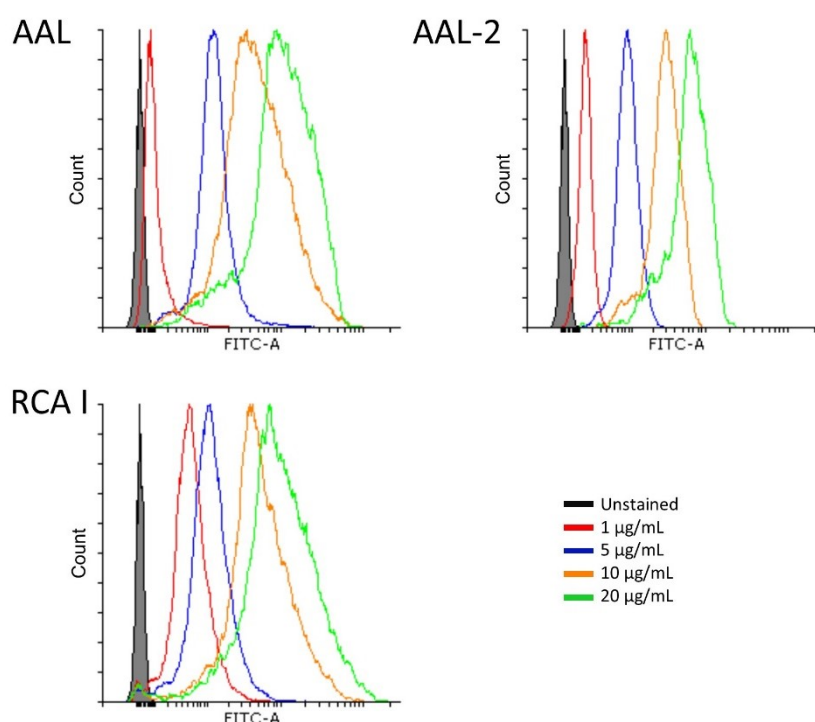 AAL
Count
FITC-A
AAL-2
Count
FITC-A
RCA I
Count
FITC-A
Unstained
1 µg/mL
5 µg/mL
10 µg/mL
20 µg/mL